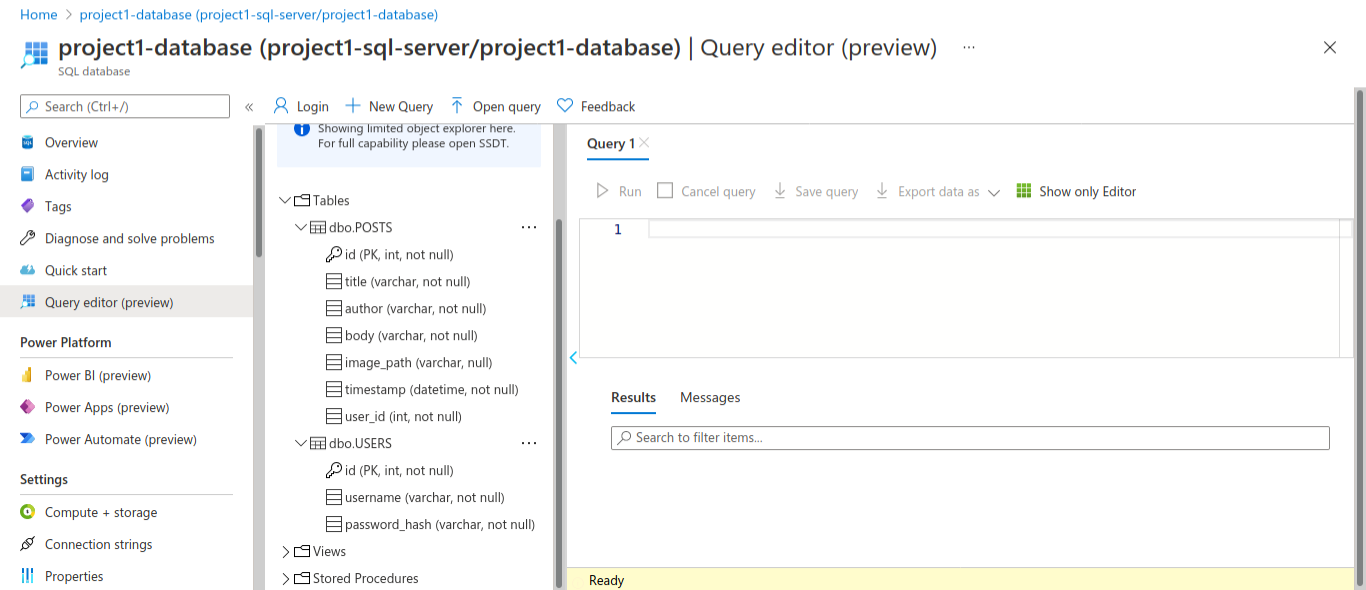 Home > project1-database (project1-sql-server/project1-database)
project1-database (project1-sql-server/project1-database) | Query editor (preview) ...
SQL database
Search (Ctrl+/)
«
Login
New Query
Open query
Feedback
Overview
Activity log
Tags
Diagnose and solve problems
Quick start
Query editor (preview)
Power Platform
Power BI (preview)
Power Apps (preview)
Power Automate (preview)
Settings
Compute + storage
Connection strings
Properties
Showing limited object explorer here.
For full capability please open SSDT.
Tables
dbo.POSTS ...
id (PK, int, not null)
title (varchar, not null)
author (varchar, not null)
body (varchar, not null)
image_path (varchar, null)
timestamp (datetime, not null)
user_id (int, not null)
dbo.USERS ...
id (PK, int, not null)
username (varchar, not null)
password_hash (varchar, not null)
Views
Stored Procedures
Query 1
Run
Cancel query
Save query
Export data as
Show only Editor
1
Results
Messages
Search to filter items...
Ready